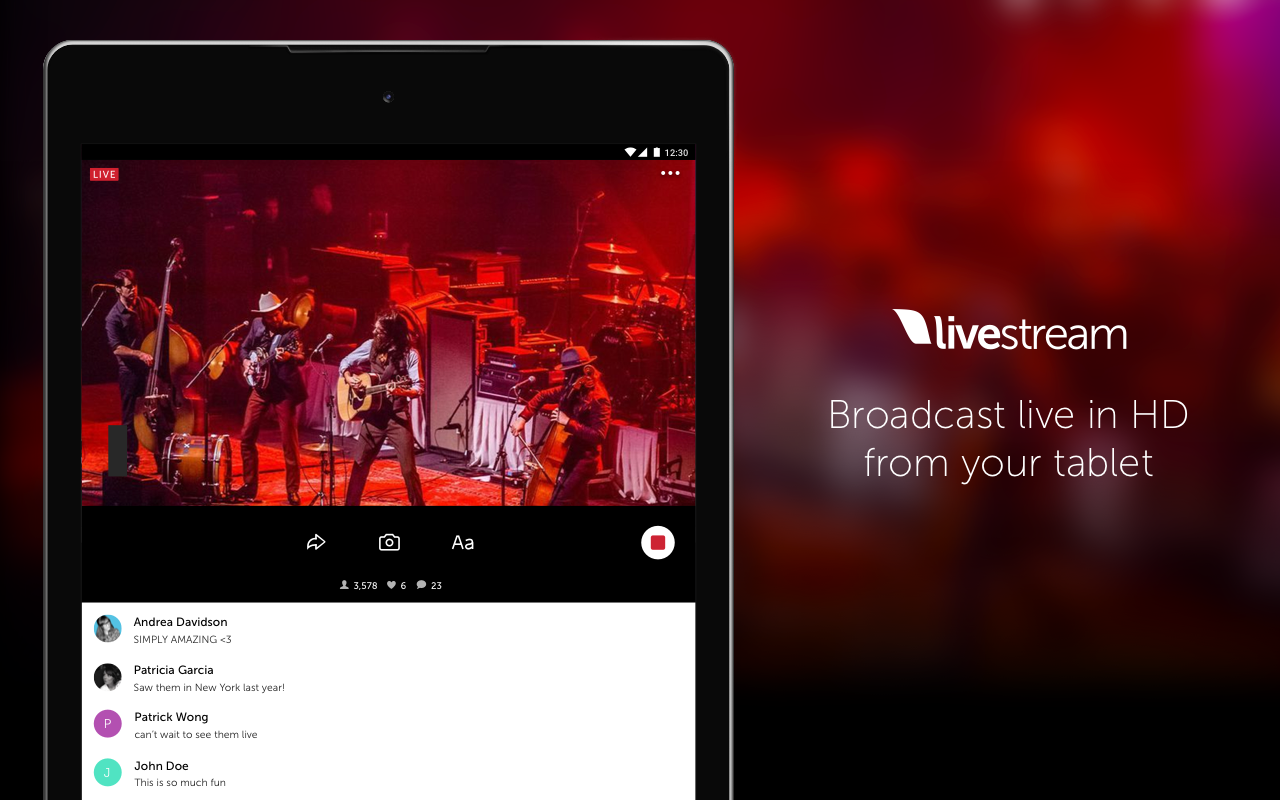 12:30
LIVE
livestream
Broadcast live in HD
from your tablet
Aa
3,578 6 23
Andrea Davidson
SIMPLY AMAZING <3
Patricia Garcia
Saw them in New York last year!
P
Patrick Wong
can't wait to see them live
J
John Doe
This is so much fun